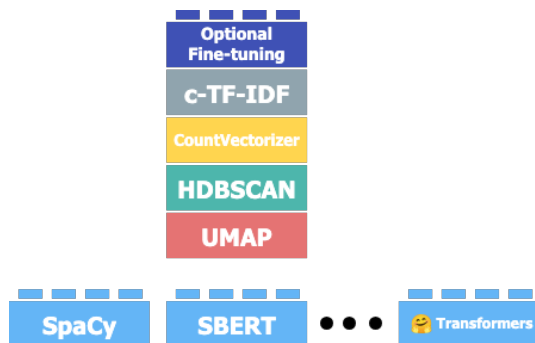 Optional
Fine-tuning
c-TF-IDF
CountVectorizer
HDBSCAN
UMAP
SpaCy
SBERT
🤗 Transformers